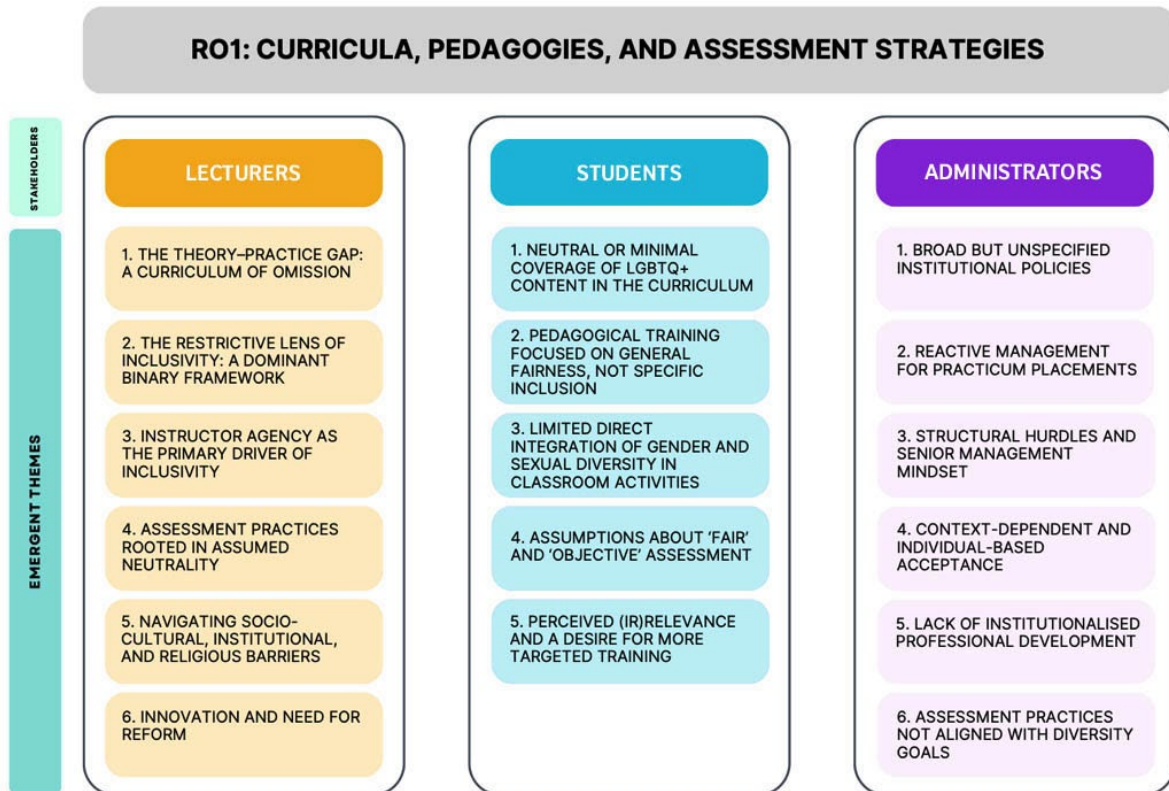 RO1: CURRICULA, PEDAGOGIES, AND ASSESSMENT STRATEGIES
STAKEHOLDERS
EMERGENT THEMES
LECTURERS
1. THE THEORY–PRACTICE GAP:
A CURRICULUM OF OMISSION
2. THE RESTRICTIVE LENS OF
INCLUSIVITY: A DOMINANT
BINARY FRAMEWORK
3. INSTRUCTOR AGENCY AS
THE PRIMARY DRIVER OF
INCLUSIVITY
4. ASSESSMENT PRACTICES
ROOTED IN ASSUMED
NEUTRALITY
5. NAVIGATING SOCIO-
CULTURAL, INSTITUTIONAL,
AND RELIGIOUS BARRIERS
6. INNOVATION AND NEED FOR
REFORM
STUDENTS
1. NEUTRAL OR MINIMAL
COVERAGE OF LGBTQ+
CONTENT IN THE CURRICULUM
2. PEDAGOGICAL TRAINING
FOCUSED ON GENERAL
FAIRNESS, NOT SPECIFIC
INCLUSION
3. LIMITED DIRECT
INTEGRATION OF GENDER AND
SEXUAL DIVERSITY IN
CLASSROOM ACTIVITIES
4. ASSUMPTIONS ABOUT ‘FAIR’
AND ‘OBJECTIVE’ ASSESSMENT
5. PERCEIVED (IR)RELEVANCE
AND A DESIRE FOR MORE
TARGETED TRAINING
ADMINISTRATORS
1. BROAD BUT UNSPECIFIED
INSTITUTIONAL POLICIES
2. REACTIVE MANAGEMENT
FOR PRACTICUM PLACEMENTS
3. STRUCTURAL HURDLES AND
SENIOR MANAGEMENT
MINDSET
4. CONTEXT-DEPENDENT AND
INDIVIDUAL-BASED
ACCEPTANCE
5. LACK OF INSTITUTIONALISED
PROFESSIONAL DEVELOPMENT
6. ASSESSMENT PRACTICES
NOT ALIGNED WITH DIVERSITY
GOALS